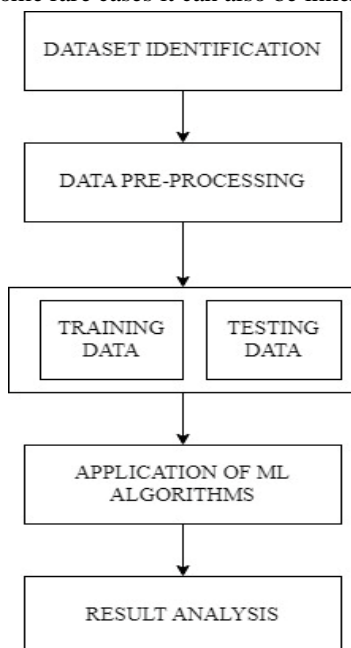 some rare cases it can also be
DATASET IDENTIFICATION
DATA PRE-PROCESSING
TRAINING
DATA
TESTING
DATA
APPLICATION OF ML
ALGORITHMS
RESULT ANALYSIS